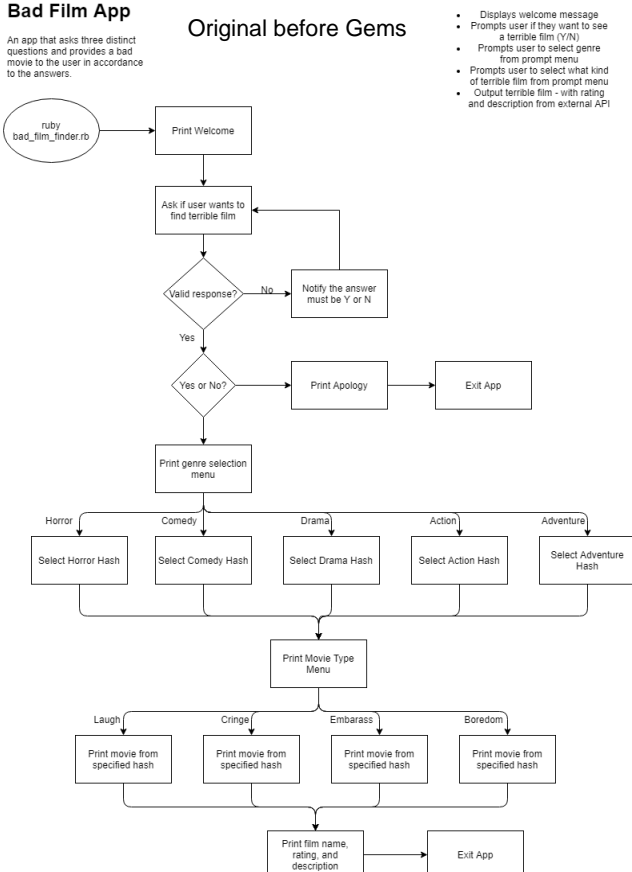 Bad Film App
An app that asks three distinct
questions and provides a bad
movie to the user in accordance
to the answers.
Original before Gems
• Displays welcome message
• Prompts user if they want to see
a terrible film (Y/N)
• Prompts user to select genre
from prompt menu
• Prompts user to select what kind
of terrible film from prompt menu
• Output terrible film - with rating
and description from external API
ruby
bad_film_finder.rb
Print Welcome
Ask if user wants to
find terrible film
Valid response?
No
Notify the answer
must be Y or N
Yes
Yes or No?
Print Apology
Exit App
Print genre selection
menu
Horror
Comedy
Drama
Action
Adventure
Select Horror Hash
Select Comedy Hash
Select Drama Hash
Select Action Hash
Select Adventure
Hash
Print Movie Type
Menu
Laugh
Cringe
Embarass
Boredom
Print movie from
specified hash
Print movie from
specified hash
Print movie from
specified hash
Print movie from
specified hash
Print film name,
rating, and
description
Exit App